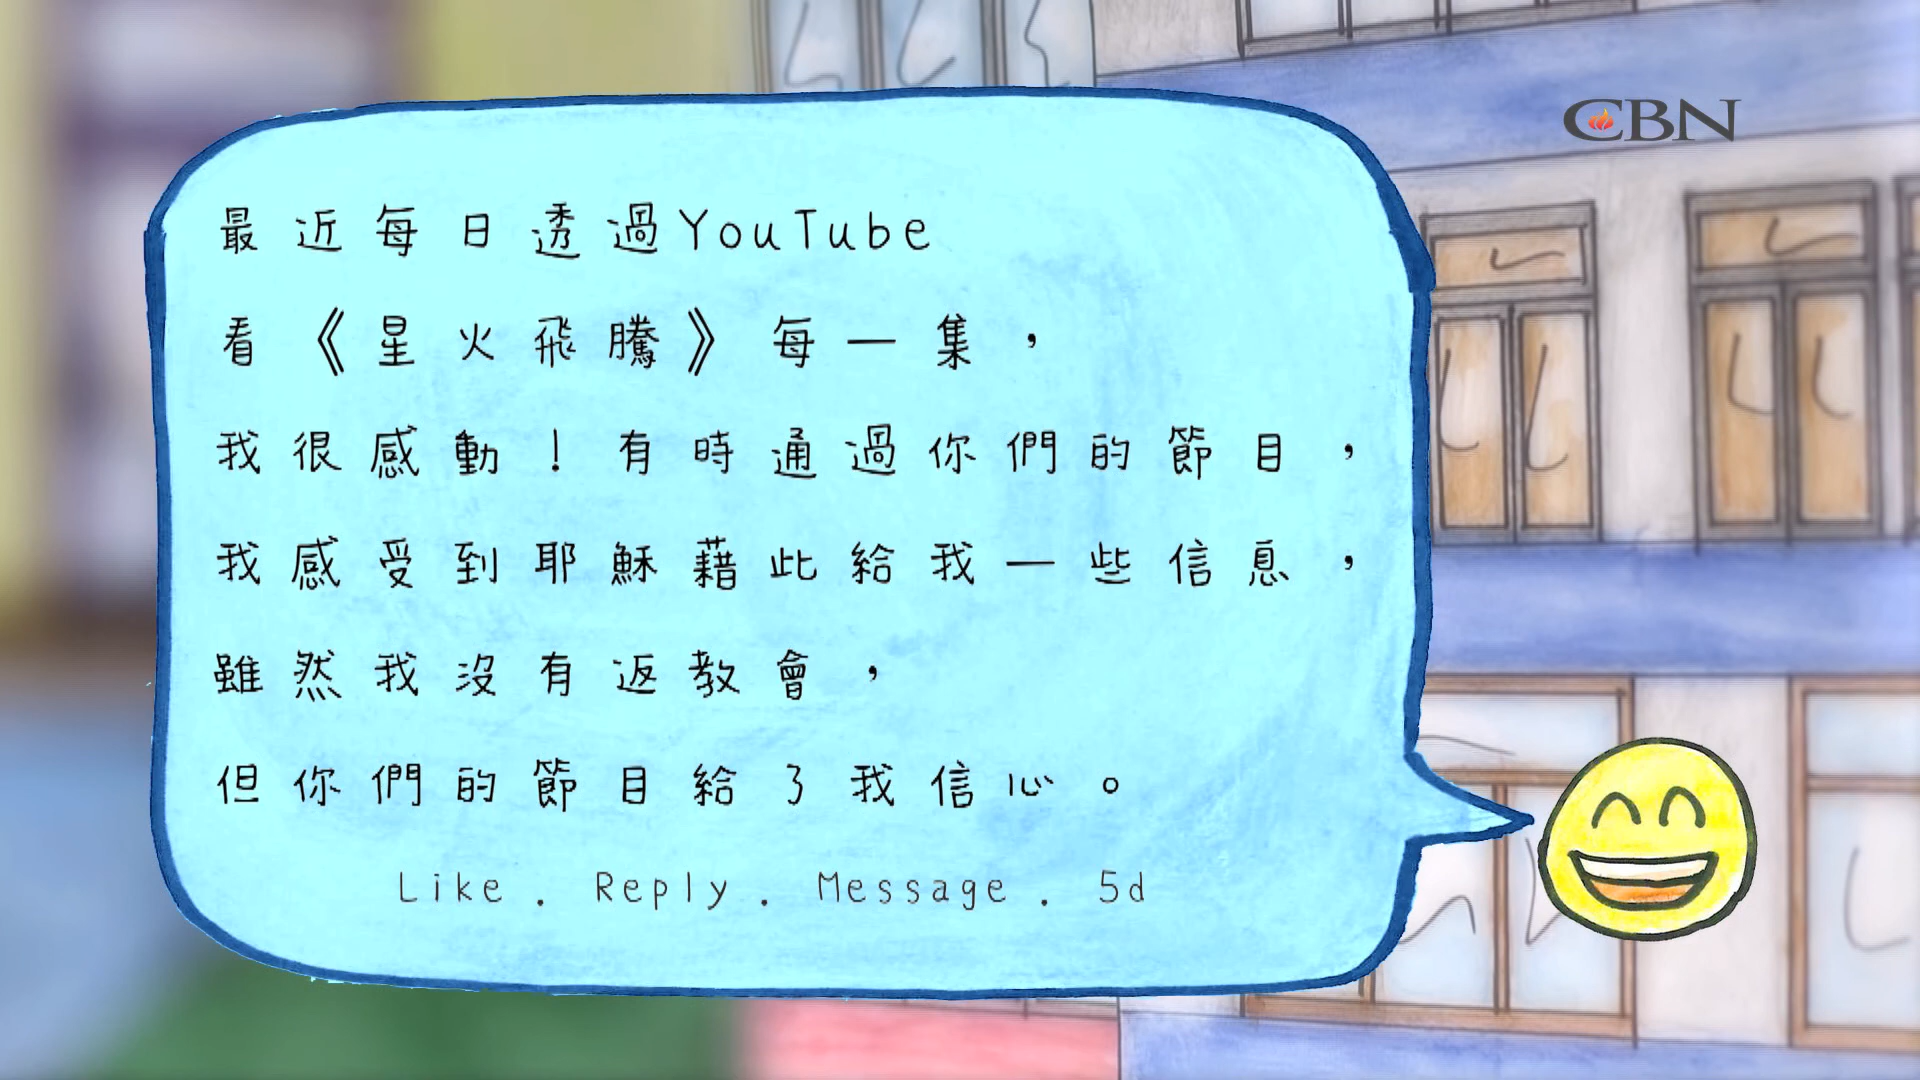 CBN
最近每日透過YouTube
看《星火飛騰》每一集，
我很感動！有時通過你們的節目，
我感受到耶穌藉此給我一些信息，
雖然我沒有返教會，
但你們的節目給了我信心。
Like . Reply . Message . 5d